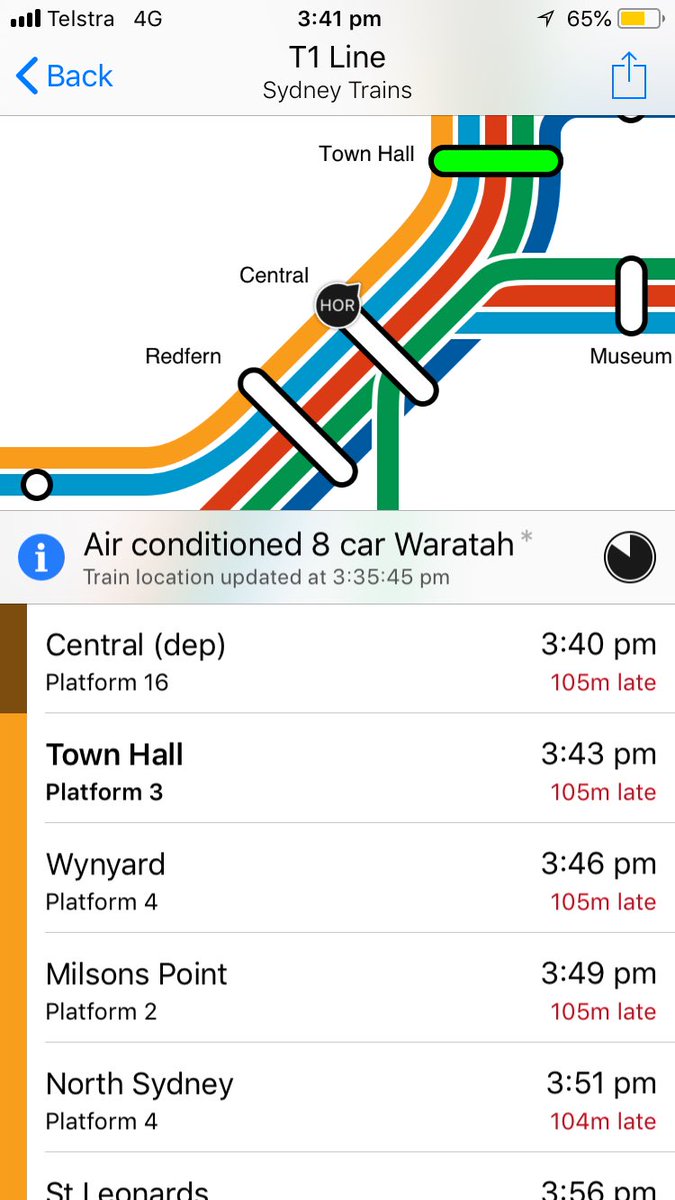 Telstra 4G 3:41 pm 65%
Back
T1 Line
Sydney Trains
Town Hall
Central
HOR
Redfern
Museum
Air conditioned 8 car Waratah*
Train location updated at 3:35:45 pm
Central (dep) 3:40 pm
Platform 16 105m late
Town Hall 3:43 pm
Platform 3 105m late
Wynyard 3:46 pm
Platform 4 105m late
Milsons Point 3:49 pm
Platform 2 105m late
North Sydney 3:51 pm
Platform 4 104m late
St Leonards 3:56 pm